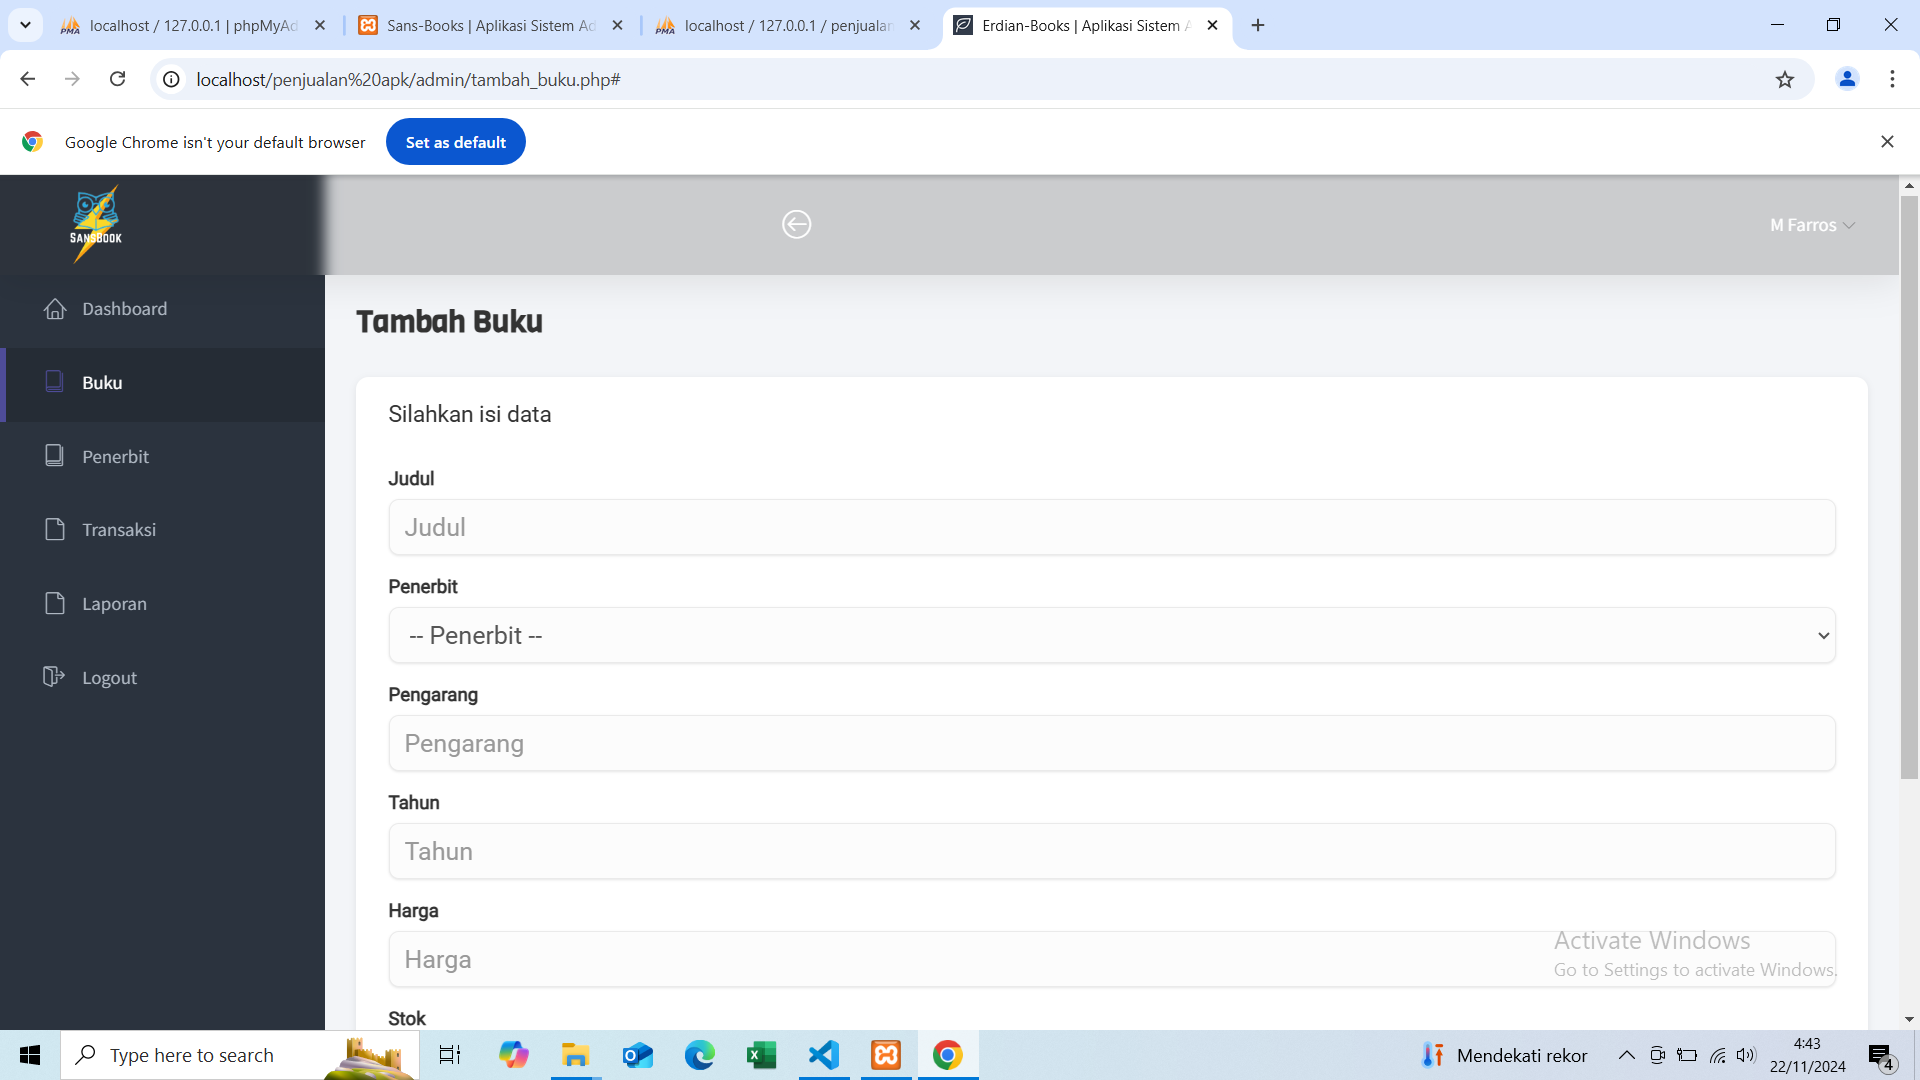 localhost / 127.0.0.1 | phpMyAd
Sans-Books | Aplikasi Sistem Ad
localhost / 127.0.0.1 / penjualan
Erdian-Books | Aplikasi Sistem A
localhost/penjualan%20apk/admin/tambah_buku.php#
Google Chrome isn't your default browser
Set as default
SANSBOOK
M Farros
Dashboard
Buku
Penerbit
Transaksi
Laporan
Logout
Tambah Buku
Silahkan isi data
Judul
Judul
Penerbit
-- Penerbit --
Pengarang
Pengarang
Tahun
Tahun
Harga
Harga
Stok
Activate Windows
Go to Settings to activate Windows.
Type here to search
Mendekati rekor
4:43
22/11/2024
4